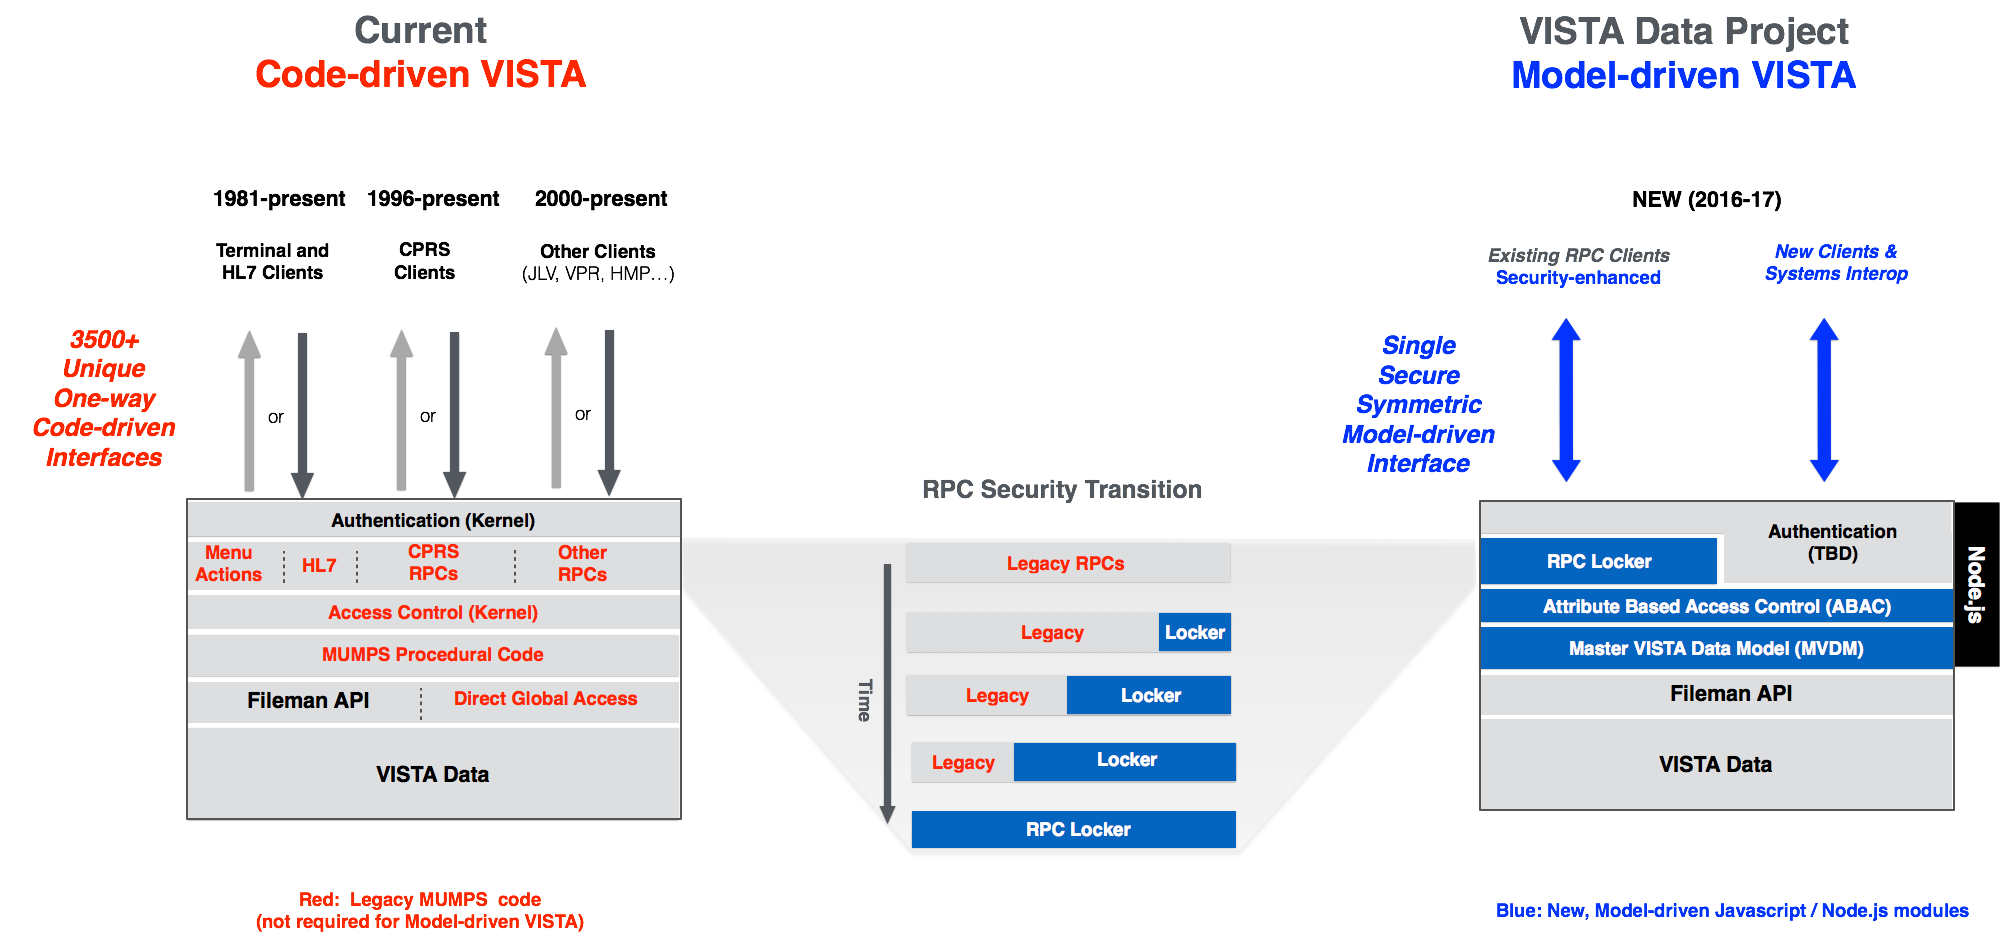 Current
Code-driven VISTA
VISTA Data Project
Model-driven VISTA
1981-present
1996-present
2000-present
Terminal and
HL7 Clients
CPRS
Clients
Other Clients
(JLV, VPR, HMP...)
3500+
Unique
One-way
Code-driven
Interfaces
or
or
or
Authentication (Kernel)
Menu
Actions
HL7
CPRS
RPCs
Other
RPCs
Access Control (Kernel)
MUMPS Procedural Code
Fileman API
Direct Global Access
VISTA Data
Red: Legacy MUMPS code
(not required for Model-driven VISTA)
RPC Security Transition
Time
Legacy RPCs
Legacy
Locker
Legacy
Locker
Legacy
Locker
RPC Locker
NEW (2016-17)
Existing RPC Clients
Security-enhanced
New Clients &
Systems Interop
Single
Secure
Symmetric
Model-driven
Interface
Authentication
(TBD)
RPC Locker
Attribute Based Access Control (ABAC)
Master VISTA Data Model (MVDM)
Fileman API
VISTA Data
Node.js
Blue: New, Model-driven Javascript / Node.js modules